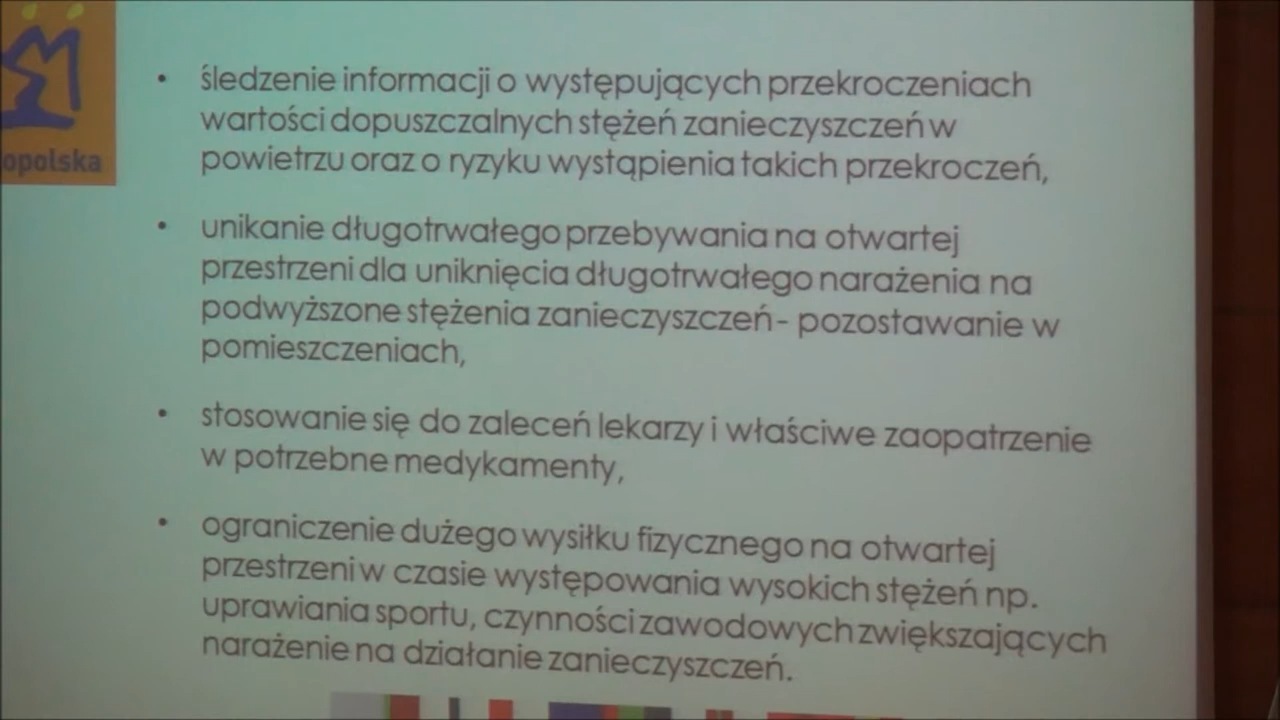 opolska
• śledzenie informacji o występujących przekroczeniach
wartości dopuszczalnych stężeń zanieczyszczeń w
powietrzu oraz o ryzyku wystąpienia takich przekroczeń,
• unikanie długotrwałego przebywania na otwartej
przestrzeni dla uniknięcia długotrwałego narażenia na
podwyższone stężenia zanieczyszczeń - pozostawanie w
pomieszczeniach,
• stosowanie się do zaleceń lekarzy i właściwe zaopatrzenie
w potrzebne medykamenty,
• ograniczenie dużego wysiłku fizycznego na otwartej
przestrzeni w czasie występowania wysokich stężeń np.
uprawiania sportu, czynności zawodowych zwiększających
narażenie na działanie zanieczyszczeń.